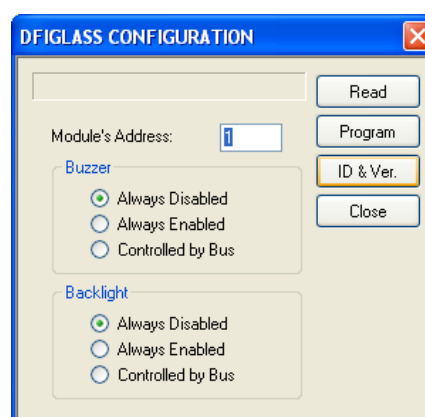 DFIGLASS CONFIGURATION
Read
Module's Address: 1
Program
Buzzer
ID & Ver.
Always Disabled
Close
Always Enabled
Controlled by Bus
Backlight
Always Disabled
Always Enabled
Controlled by Bus